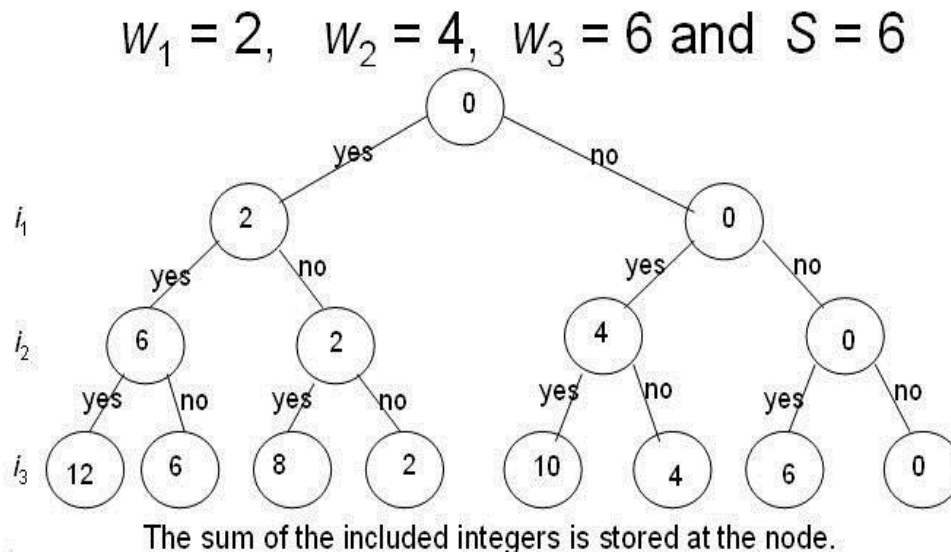 w₁ = 2, w₂ = 4, w₃ = 6 and S = 6
0
yes no
i₁ 2 0
yes no yes no
i₂ 6 2 4 0
yes no yes no yes no yes no
i₃ 12 6 8 2 10 4 6 0
The sum of the included integers is stored at the node.